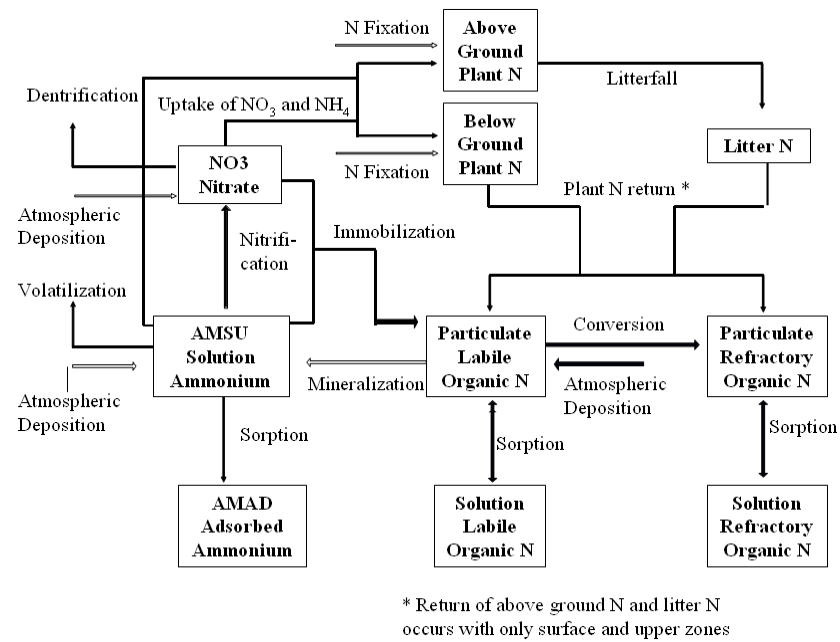 N Fixation
Above
Ground
Plant N
Litterfall
Dentrification
Uptake of NO3 and NH4
Below
Ground
Plant N
Litter N
NO3
Nitrate
N Fixation
Plant N return *
Atmospheric
Deposition
Nitrifi-
cation
Immobilization
Volatilization
AMSU
Solution
Ammonium
Particulate
Labile
Organic N
Conversion
Particulate
Refractory
Organic N
Mineralization
Atmospheric
Deposition
Atmospheric
Deposition
Sorption
Sorption
Sorption
AMAD
Adsorbed
Ammonium
Solution
Labile
Organic N
Solution
Refractory
Organic N
* Return of above ground N and litter N
occurs with only surface and upper zones